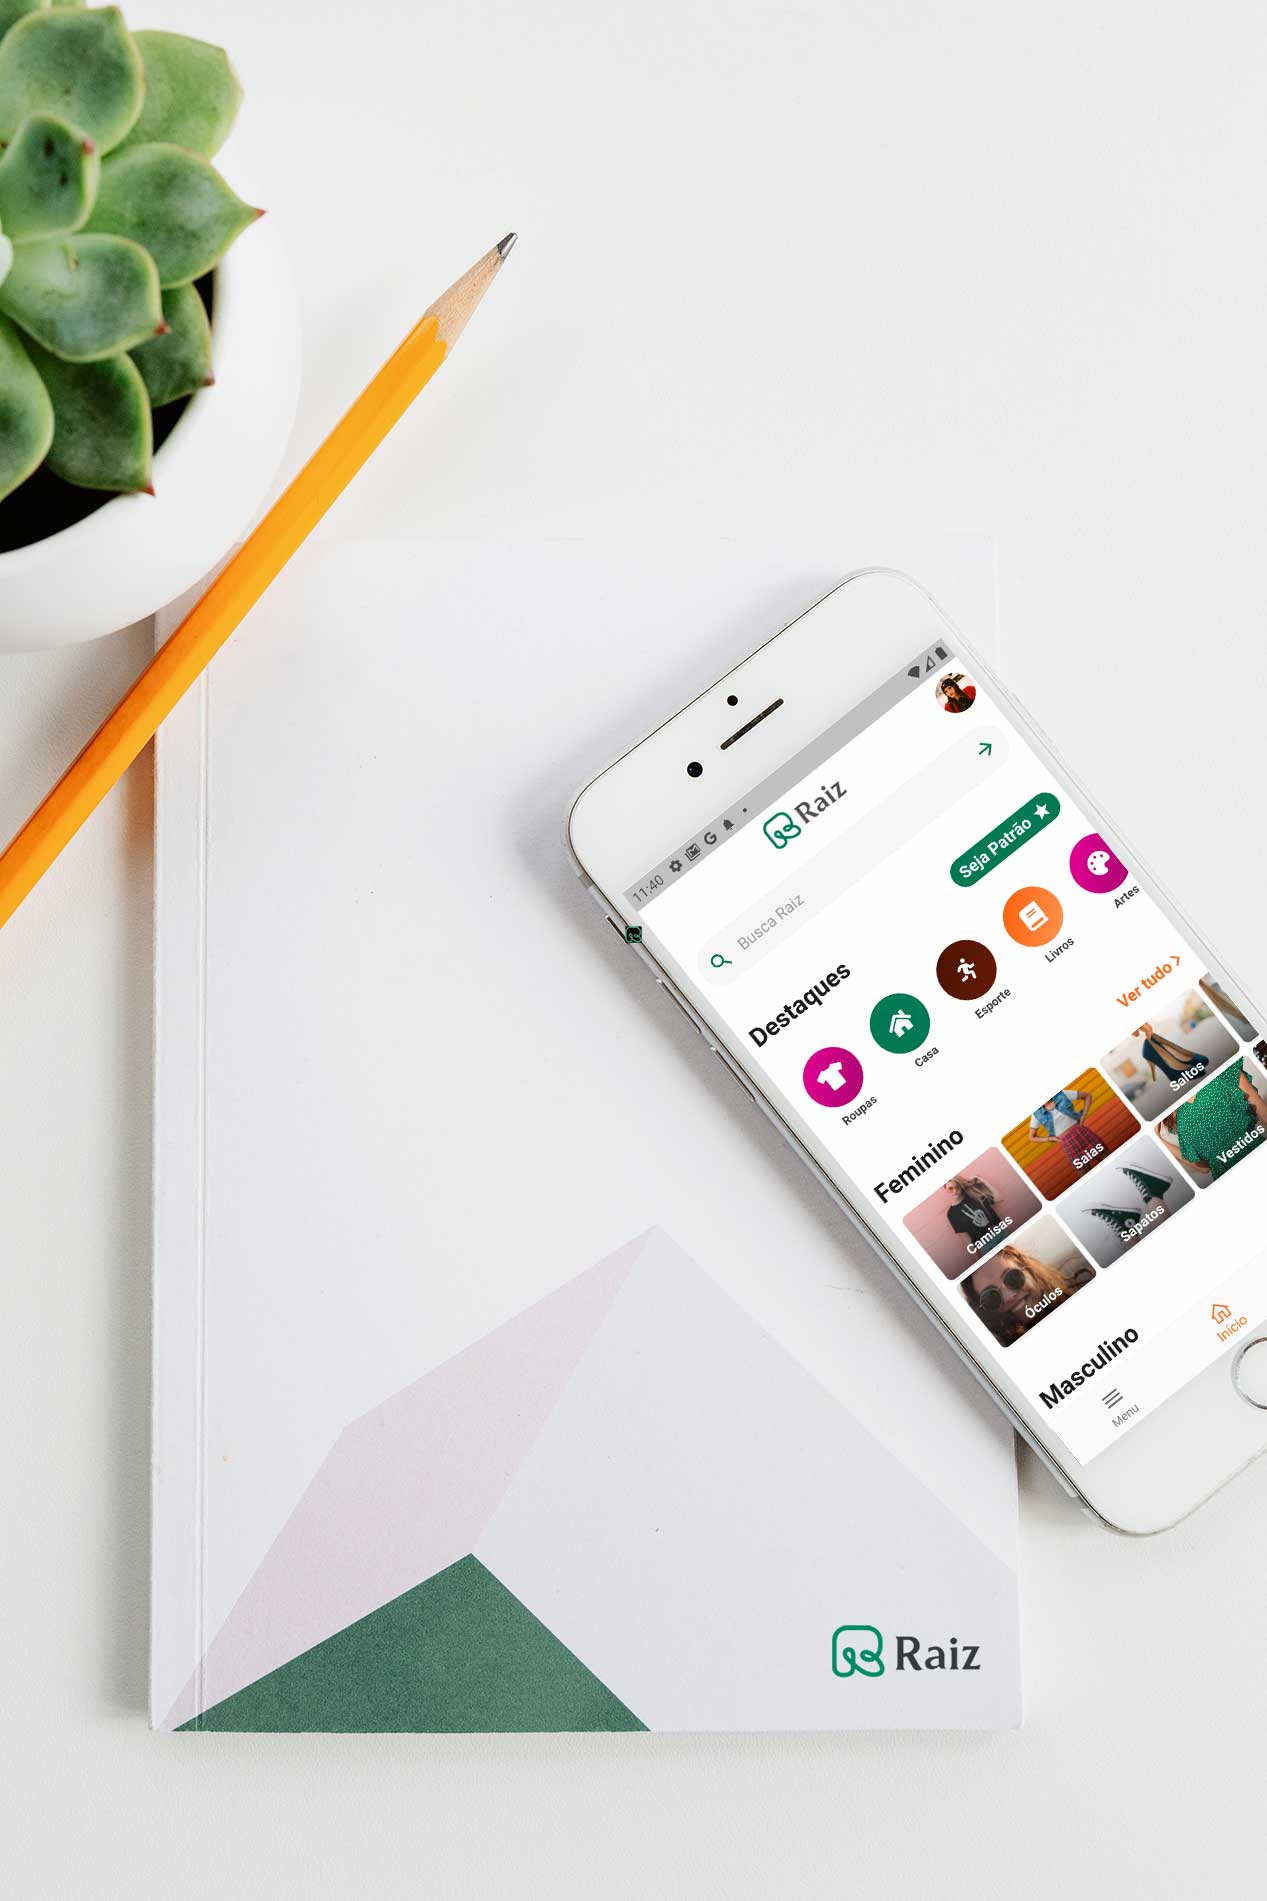 11:40
Raiz
Busca Raiz
Seja Patrão
Destaques
Roupas
Casa
Esporte
Livros
Artes
Feminino
Ver tudo
Camisas
Saias
Saltos
Óculos
Sapatos
Vestidos
Masculino
Menu
Início
Raiz